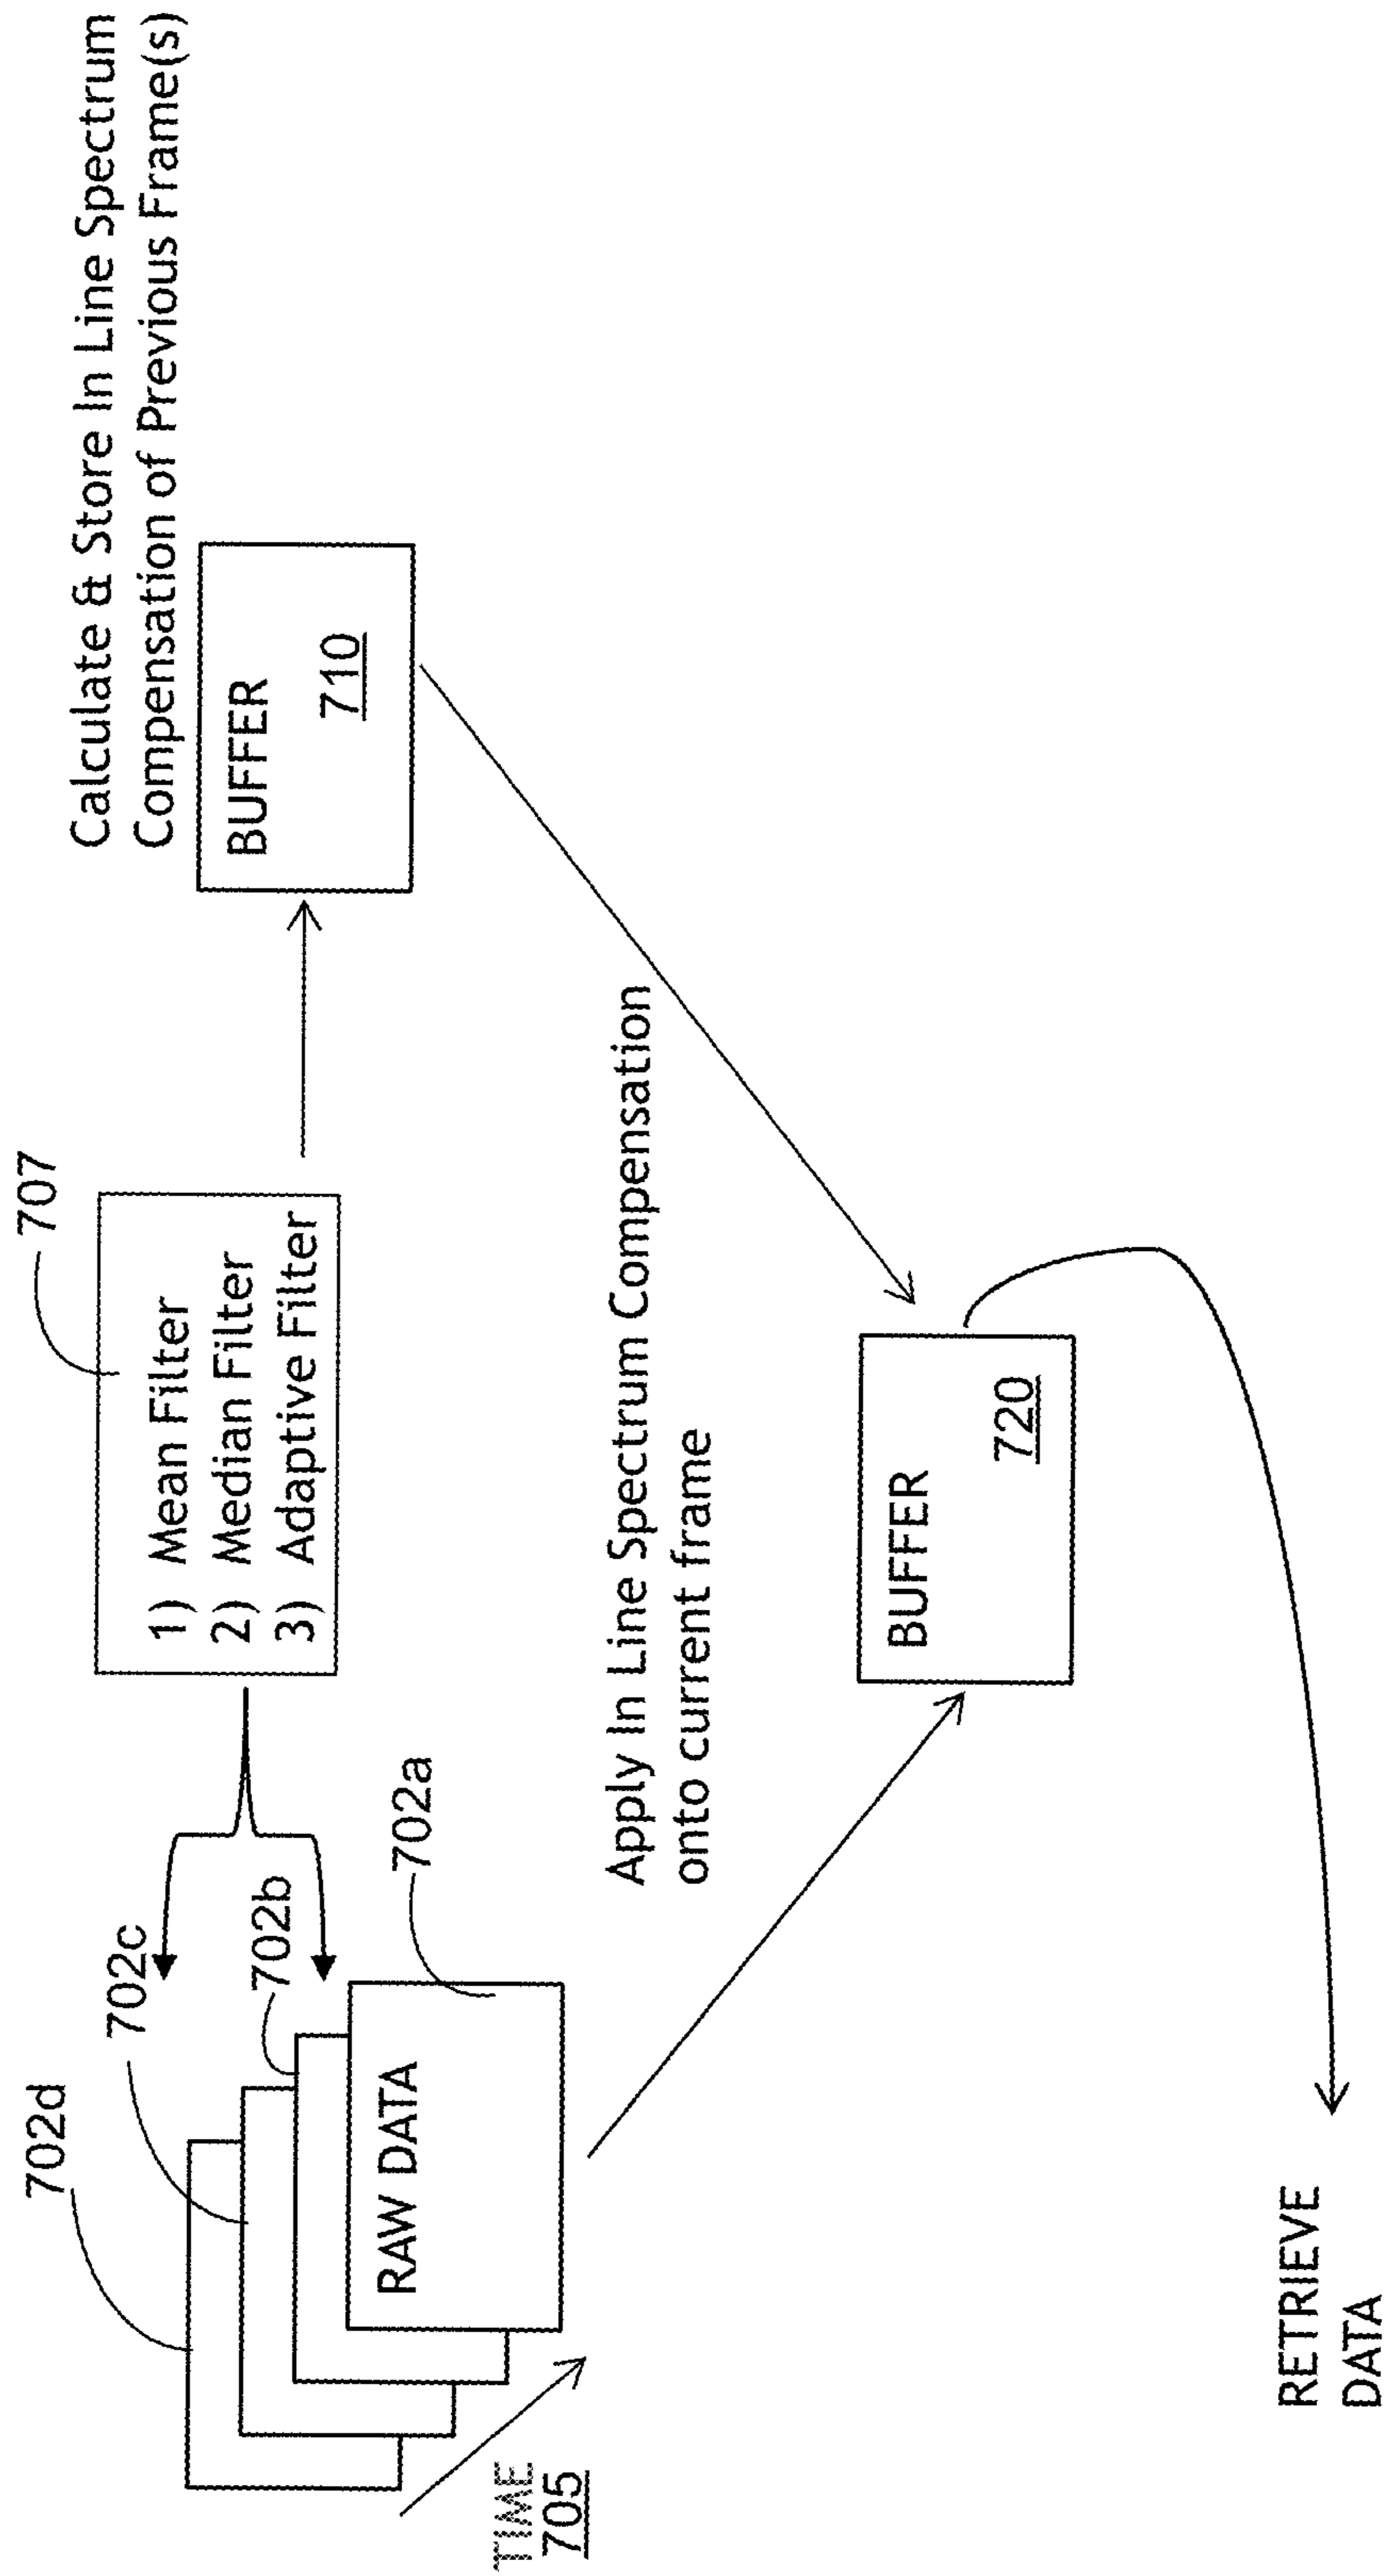 Calculate & Store In Line Spectrum
Compensation of Previous Frame(s)
707
1) Mean Filter
2) Median Filter
3) Adaptive Filter
BUFFER
710
702d
702c
702b
702a
RAW DATA
TIME
705
Apply In Line Spectrum Compensation
onto current frame
BUFFER
720
RETRIEVE
DATA